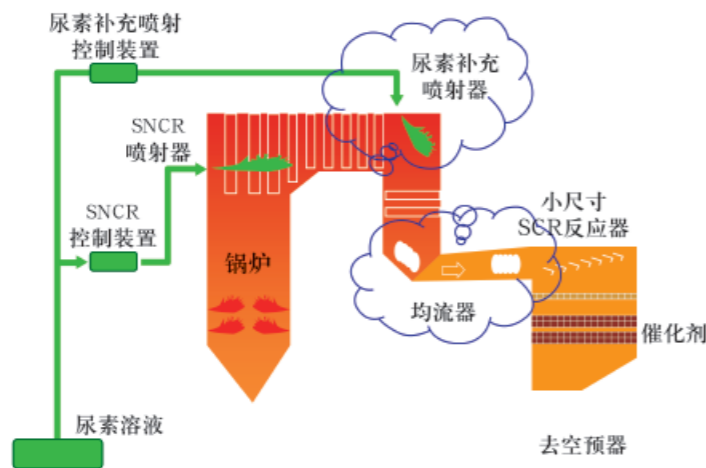 尿素补充喷射
控制装置
尿素补充
喷射器
SNCR
喷射器
小尺寸
SCR反应器
SNCR
控制装置
锅炉
均流器
催化剂
尿素溶液
去空预器